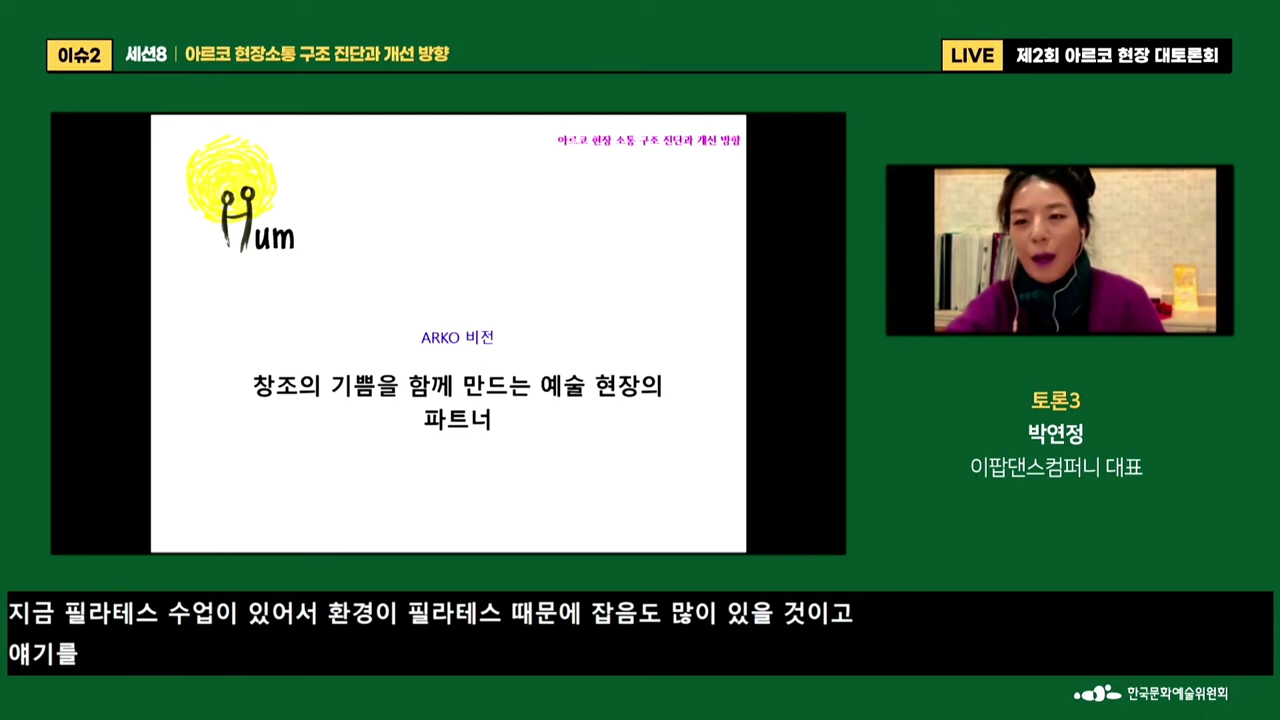 이슈2
세션8 | 아르코 현장소통 구조 진단과 개선 방향
LIVE 제2회 아르코 현장 대토론회
아르코 현장 소통 구조 진단과 개선 방향
Hum
ARKO 비전
창조의 기쁨을 함께 만드는 예술 현장의
파트너
토론3
박연정
이팝댄스컴퍼니 대표
지금 필라테스 수업이 있어서 환경이 필라테스 때문에 잡음도 많이 있을 것이고
얘기를
한국문화예술위원회